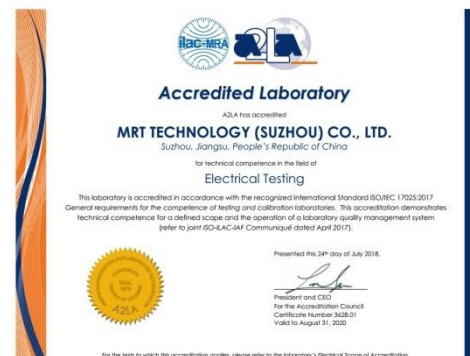 ilac-MRA
A2LA
Accredited Laboratory
A2LA has accredited
MRT TECHNOLOGY (SUZHOU) CO., LTD.
Suzhou, Jiangsu, People's Republic of China
for technical competence in the field of
Electrical Testing
This laboratory is accredited in accordance with the recognized International Standard ISO/IEC 17025:2017
General requirements for the competence of testing and calibration laboratories. This accreditation demonstrates
technical competence for a defined scope and the operation of a laboratory quality management system
(refer to joint ISO-ILAC-IAF Communiqué dated April 2017).
Presented this 24th day of July 2018.
President and CEO
For the Accreditation Council
Certificate Number 3628.01
Valid to August 31, 2020
SEAL
A2LA
For the tests to which this accreditation applies, please refer to the laboratory's Electrical Scope of Accreditation.